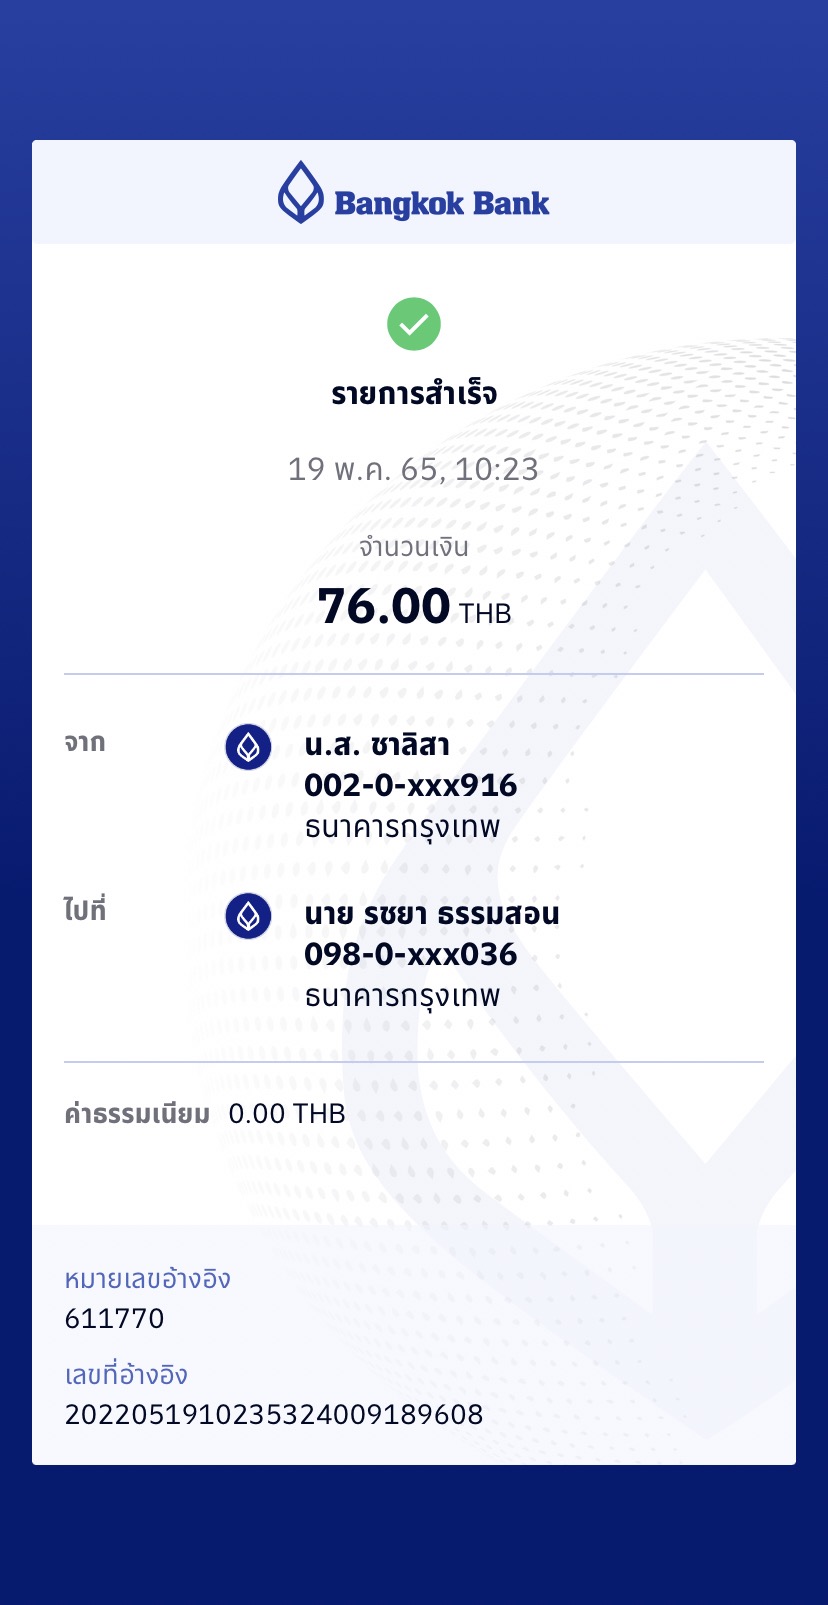 Bangkok Bank
รายการสำเร็จ
19 พ.ค. 65, 10:23
จำนวนเงิน
76.00 THB
จาก
น.ส. ชาลิสา
002-0-xxx916
ธนาคารกรุงเทพ
ไปที่
นาย รชยา ธรรมสอน
098-0-xxx036
ธนาคารกรุงเทพ
ค่าธรรมเนียม 0.00 THB
หมายเลขอ้างอิง
611770
เลขที่อ้างอิง
2022051910235324009189608